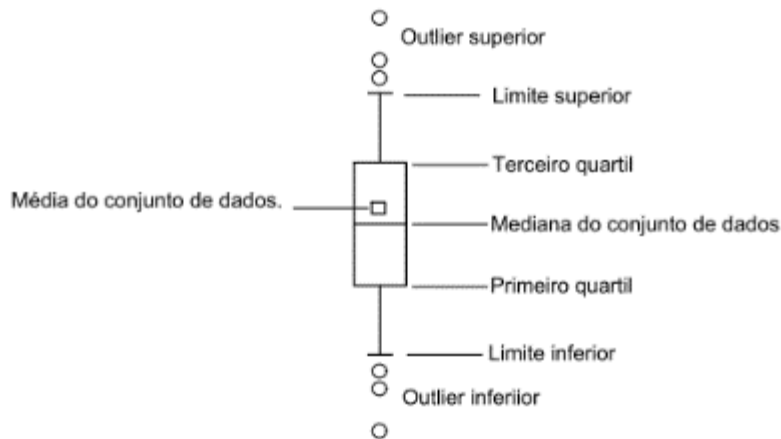 Outlier superior
Limite superior
Terceiro quartil
Média do conjunto de dados.
Mediana do conjunto de dados
Primeiro quartil
Limite inferior
Outlier inferiior